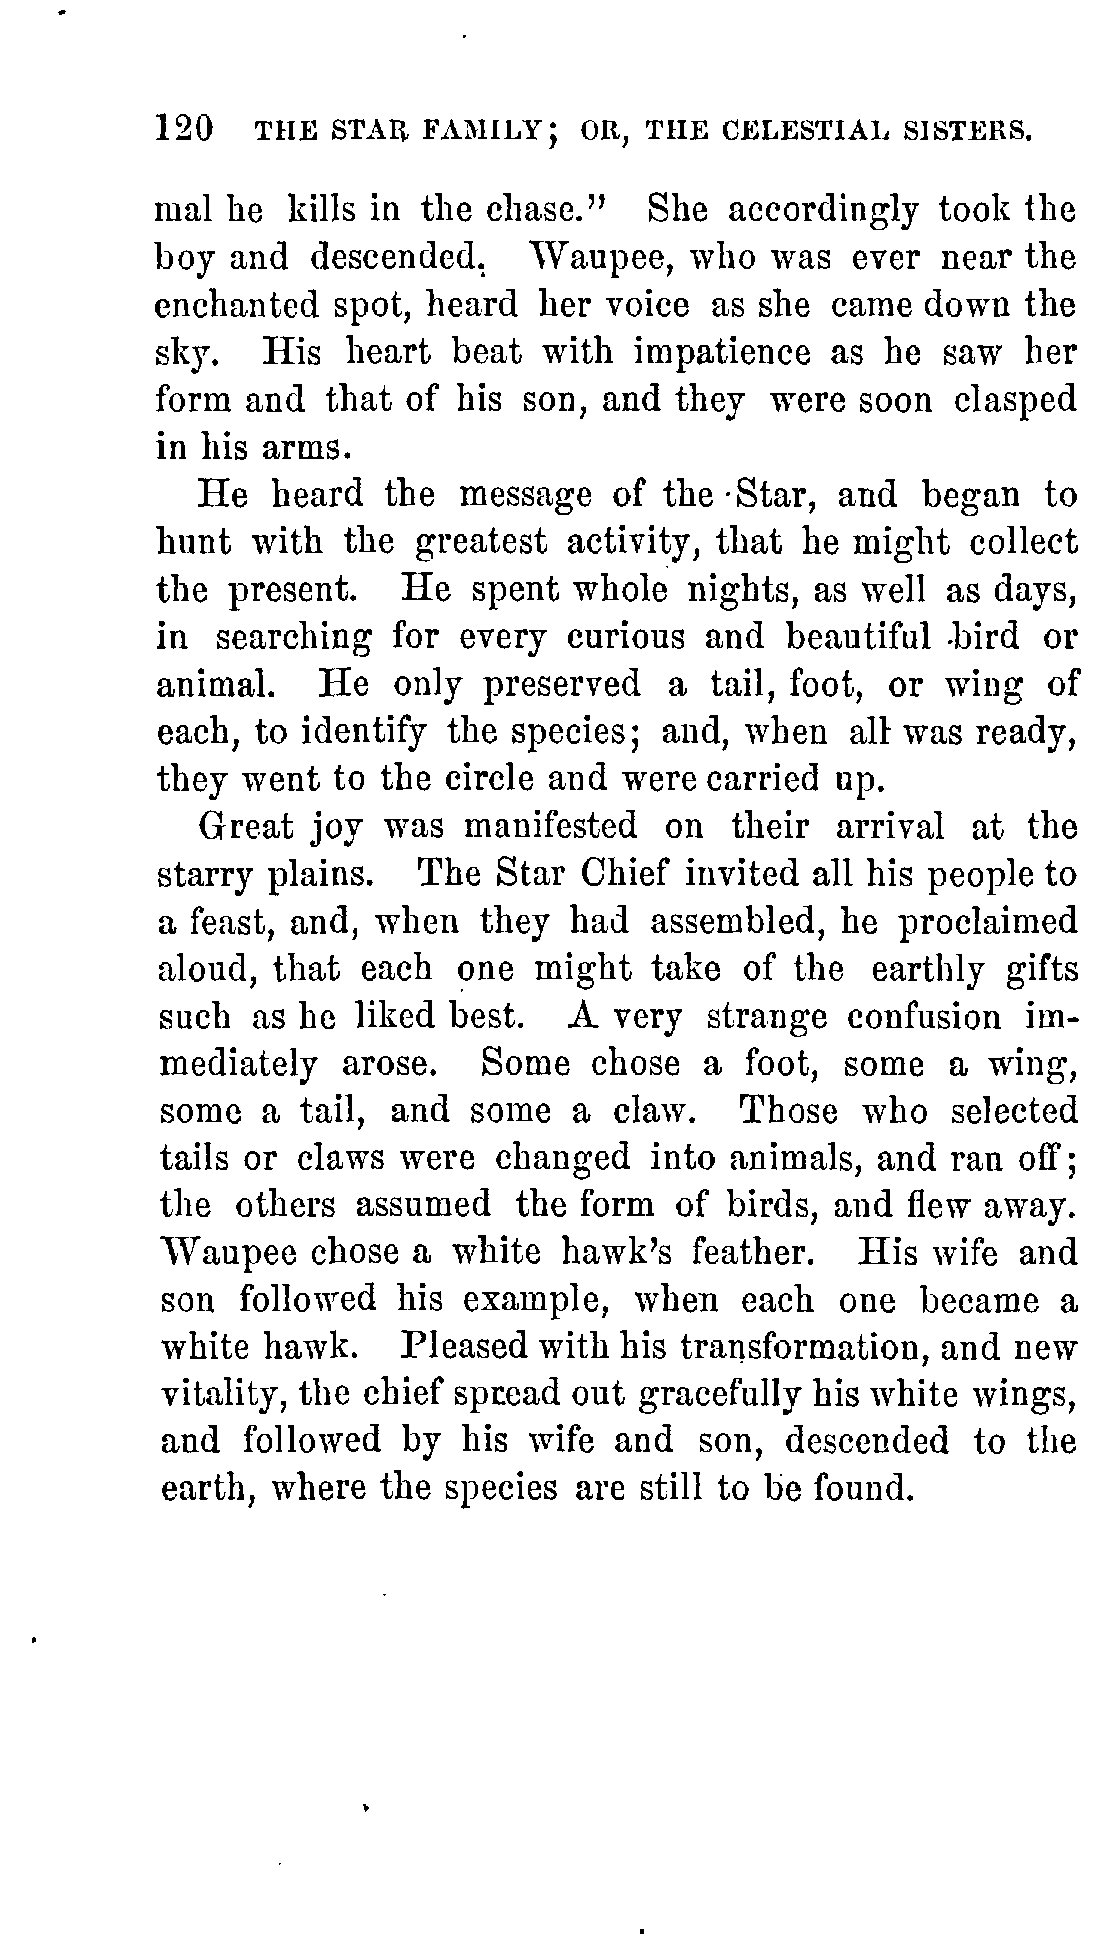 120 THE STAR FAMILY; OR, THE CELESTIAL SISTERS.
mal he kills in the chase." She accordingly took the
boy and descended. Waupee, who was ever near the
enchanted spot, heard her voice as she came down the
sky. His heart beat with impatience as he saw her
form and that of his son, and they were soon clasped
in his arms.
He heard the message of the Star, and began to
hunt with the greatest activity, that he might collect
the present. He spent whole nights, as well as days,
in searching for every curious and beautiful bird or
animal. He only preserved a tail, foot, or wing of
each, to identify the species; and, when all was ready,
they went to the circle and were carried up.
Great joy was manifested on their arrival at the
starry plains. The Star Chief invited all his people to
a feast, and, when they had assembled, he proclaimed
aloud, that each one might take of the earthly gifts
such as he liked best. A very strange confusion im-
mediately arose. Some chose a foot, some a wing,
some a tail, and some a claw. Those who selected
tails or claws were changed into animals, and ran off;
the others assumed the form of birds, and flew away.
Waupee chose a white hawk's feather. His wife and
son followed his example, when each one became a
white hawk. Pleased with his transformation, and new
vitality, the chief spread out gracefully his white wings,
and followed by his wife and son, descended to the
earth, where the species are still to be found.